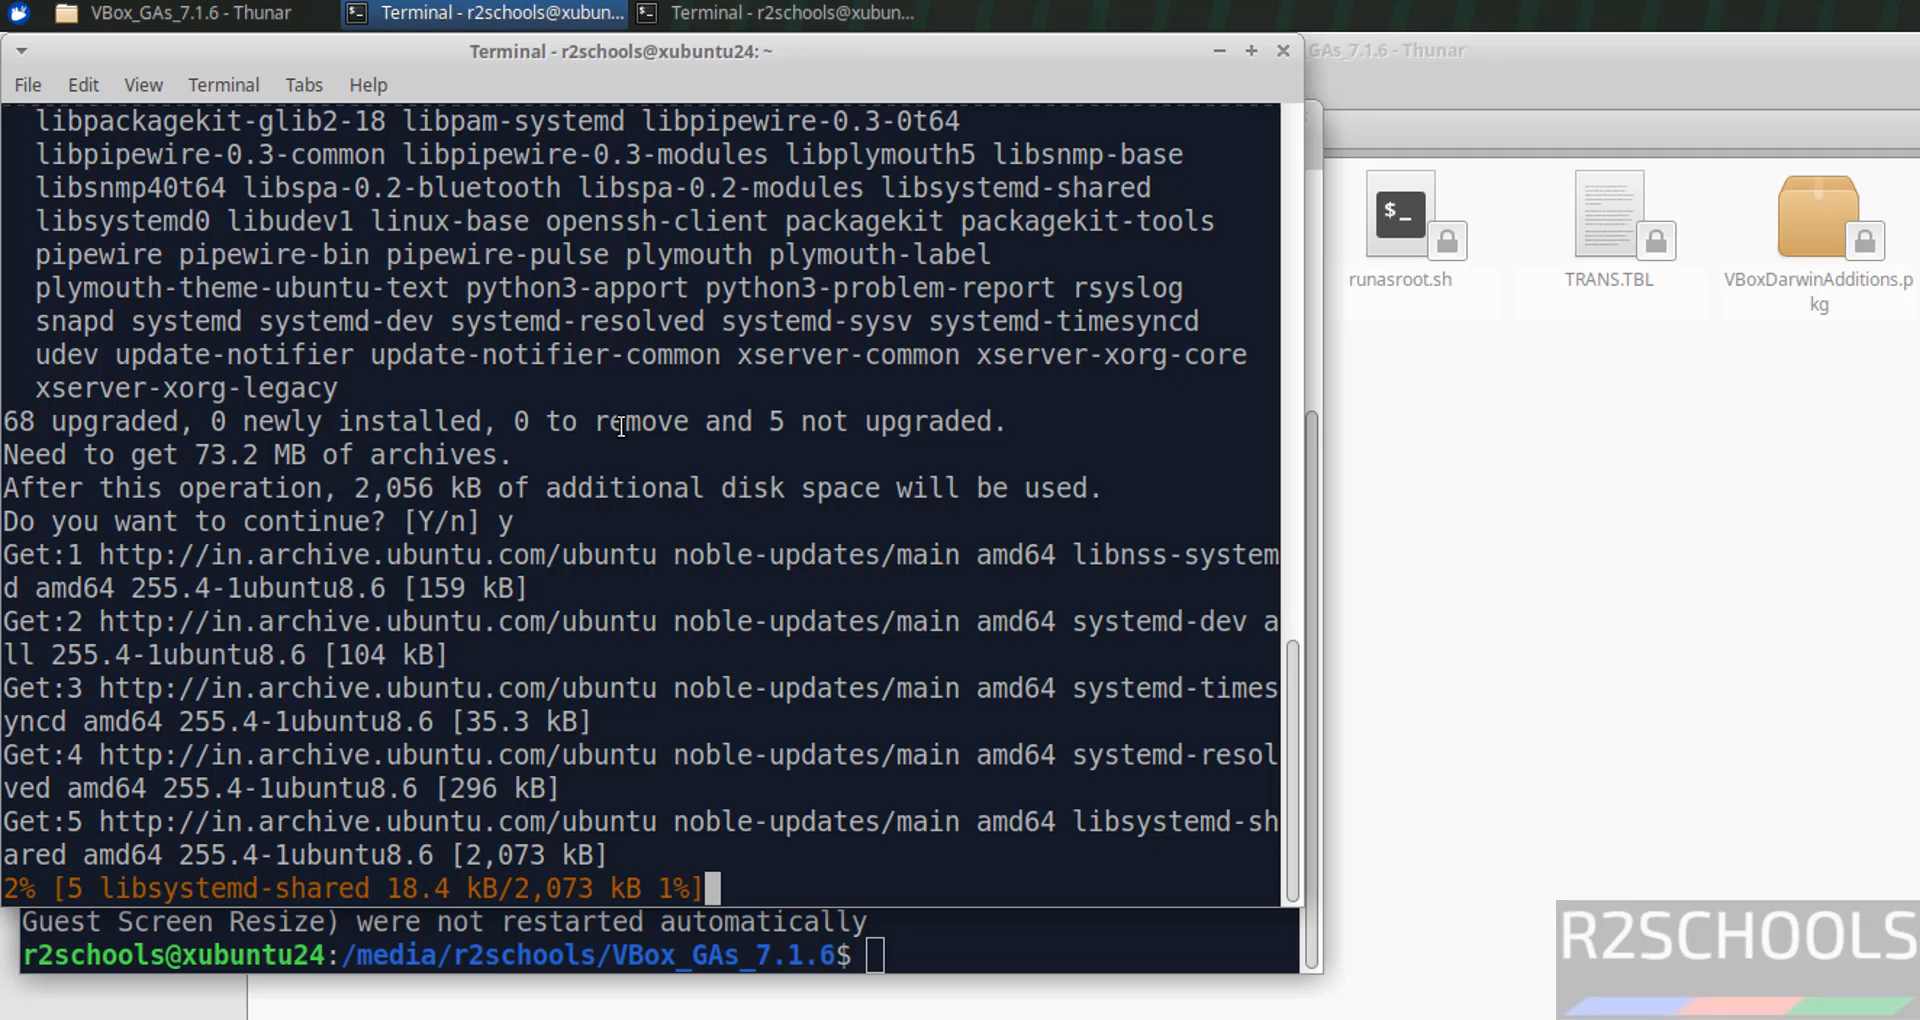 VBox_GAs_7.1.6 - Thunar
Terminal - r2schools@xubun...
Terminal - r2schools@xubun...
Terminal - r2schools@xubuntu24: ~
GAs_7.1.6 - Thunar
File Edit View Terminal Tabs Help
libpackagekit-glib2-18 libpam-systemd libpipewire-0.3-0t64
libpipewire-0.3-common libpipewire-0.3-modules libplymouth5 libsnmp-base
libsnmp40t64 libspa-0.2-bluetooth libspa-0.2-modules libsystemd-shared
libsystemd0 libudev1 linux-base openssh-client packagekit packagekit-tools
pipewire pipewire-bin pipewire-pulse plymouth plymouth-label
plymouth-theme-ubuntu-text python3-apport python3-problem-report rsyslog
snapd systemd systemd-dev systemd-resolved systemd-sysv systemd-timesyncd
udev update-notifier update-notifier-common xserver-common xserver-xorg-core
xserver-xorg-legacy
68 upgraded, 0 newly installed, 0 to remove and 5 not upgraded.
Need to get 73.2 MB of archives.
After this operation, 2,056 kB of additional disk space will be used.
Do you want to continue? [Y/n] y
Get:1 http://in.archive.ubuntu.com/ubuntu noble-updates/main amd64 libnss-system
d amd64 255.4-1ubuntu8.6 [159 kB]
Get:2 http://in.archive.ubuntu.com/ubuntu noble-updates/main amd64 systemd-dev a
ll 255.4-1ubuntu8.6 [104 kB]
Get:3 http://in.archive.ubuntu.com/ubuntu noble-updates/main amd64 systemd-times
yncd amd64 255.4-1ubuntu8.6 [35.3 kB]
Get:4 http://in.archive.ubuntu.com/ubuntu noble-updates/main amd64 systemd-resol
ved amd64 255.4-1ubuntu8.6 [296 kB]
Get:5 http://in.archive.ubuntu.com/ubuntu noble-updates/main amd64 libsystemd-sh
ared amd64 255.4-1ubuntu8.6 [2,073 kB]
2% [5 libsystemd-shared 18.4 kB/2,073 kB 1%]
Guest Screen Resize) were not restarted automatically
r2schools@xubuntu24:/media/r2schools/VBox_GAs_7.1.6$
$_
runasroot.sh
TRANS.TBL
VBoxDarwinAdditions.p
kg
R2SCHOOLS